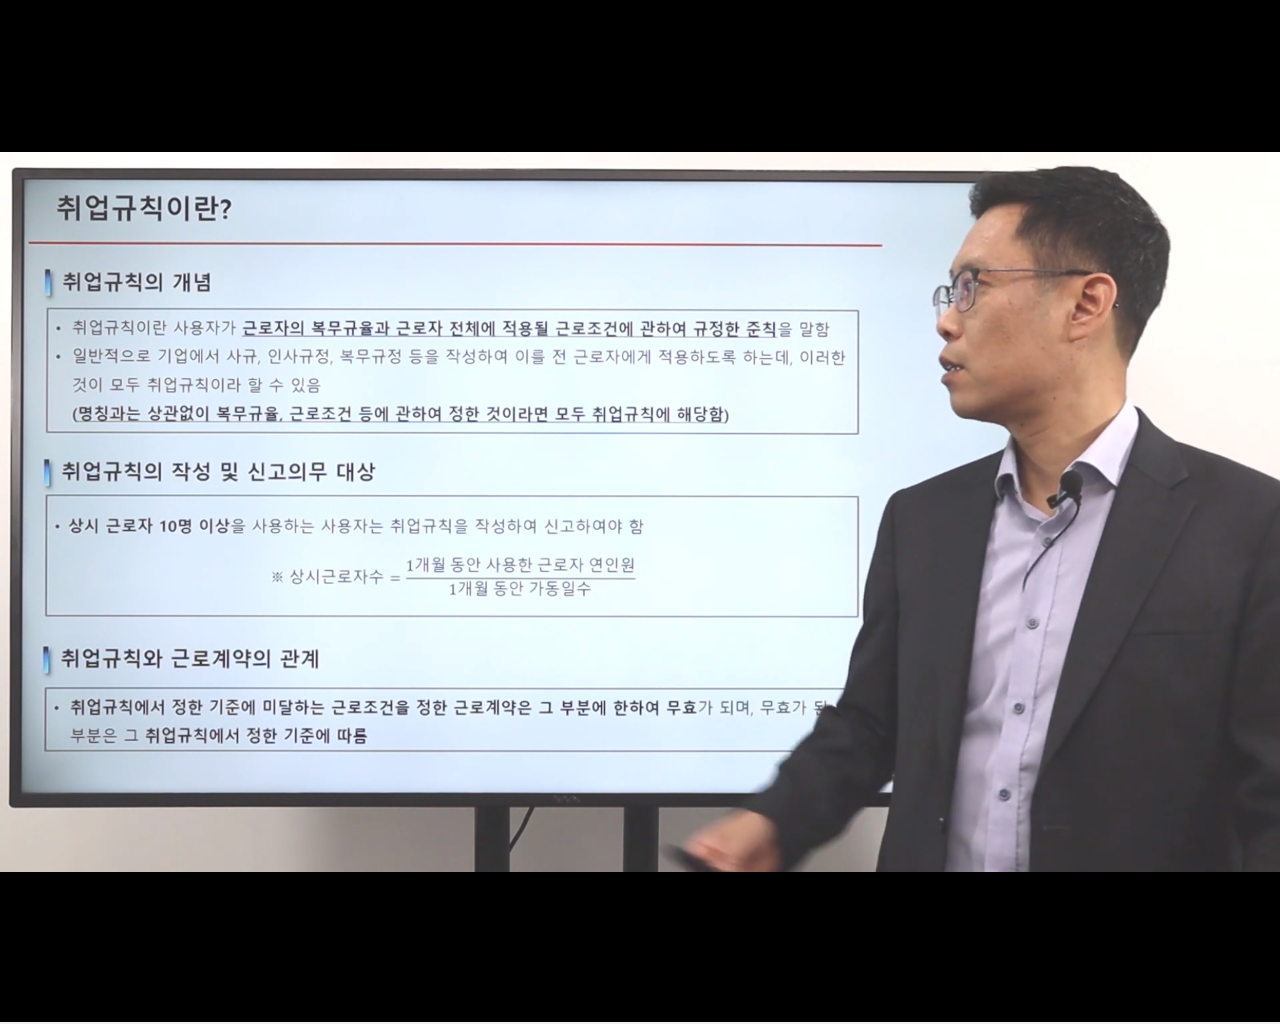 취업규칙이란?
취업규칙의 개념
• 취업규칙이란 사용자가 근로자의 복무규율과 근로자 전체에 적용될 근로조건에 관하여 규정한 준칙을 말함
• 일반적으로 기업에서 사규, 인사규정, 복무규정 등을 작성하여 이를 전 근로자에게 적용하도록 하는데, 이러한
것이 모두 취업규칙이라 할 수 있음
(명칭과는 상관없이 복무규율, 근로조건 등에 관하여 정한 것이라면 모두 취업규칙에 해당함)
취업규칙의 작성 및 신고의무 대상
• 상시 근로자 10명 이상을 사용하는 사용자는 취업규칙을 작성하여 신고하여야 함
※ 상시근로자수 = 1개월 동안 사용한 근로자 연인원
1개월 동안 가동일수
취업규칙와 근로계약의 관계
• 취업규칙에서 정한 기준에 미달하는 근로조건을 정한 근로계약은 그 부분에 한하여 무효가 되며, 무효가
부분은 그 취업규칙에서 정한 기준에 따름